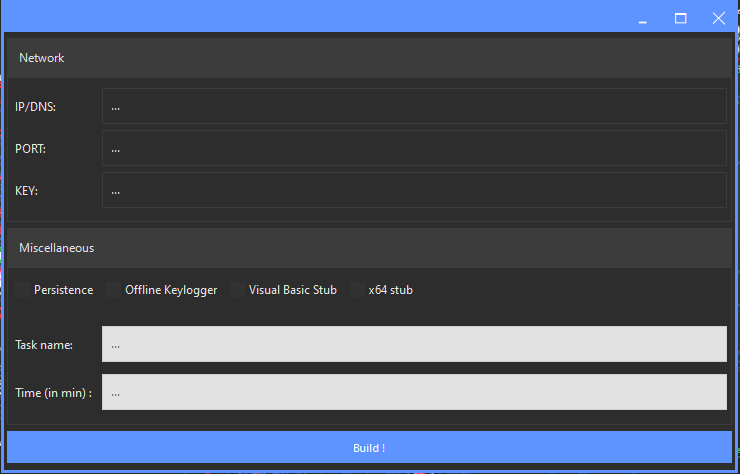 Network
IP/DNS: ...
PORT: ...
KEY: ...
Miscellaneous
Persistence Offline Keylogger Visual Basic Stub x64 stub
Task name: ...
Time (in min) : ...
Build !